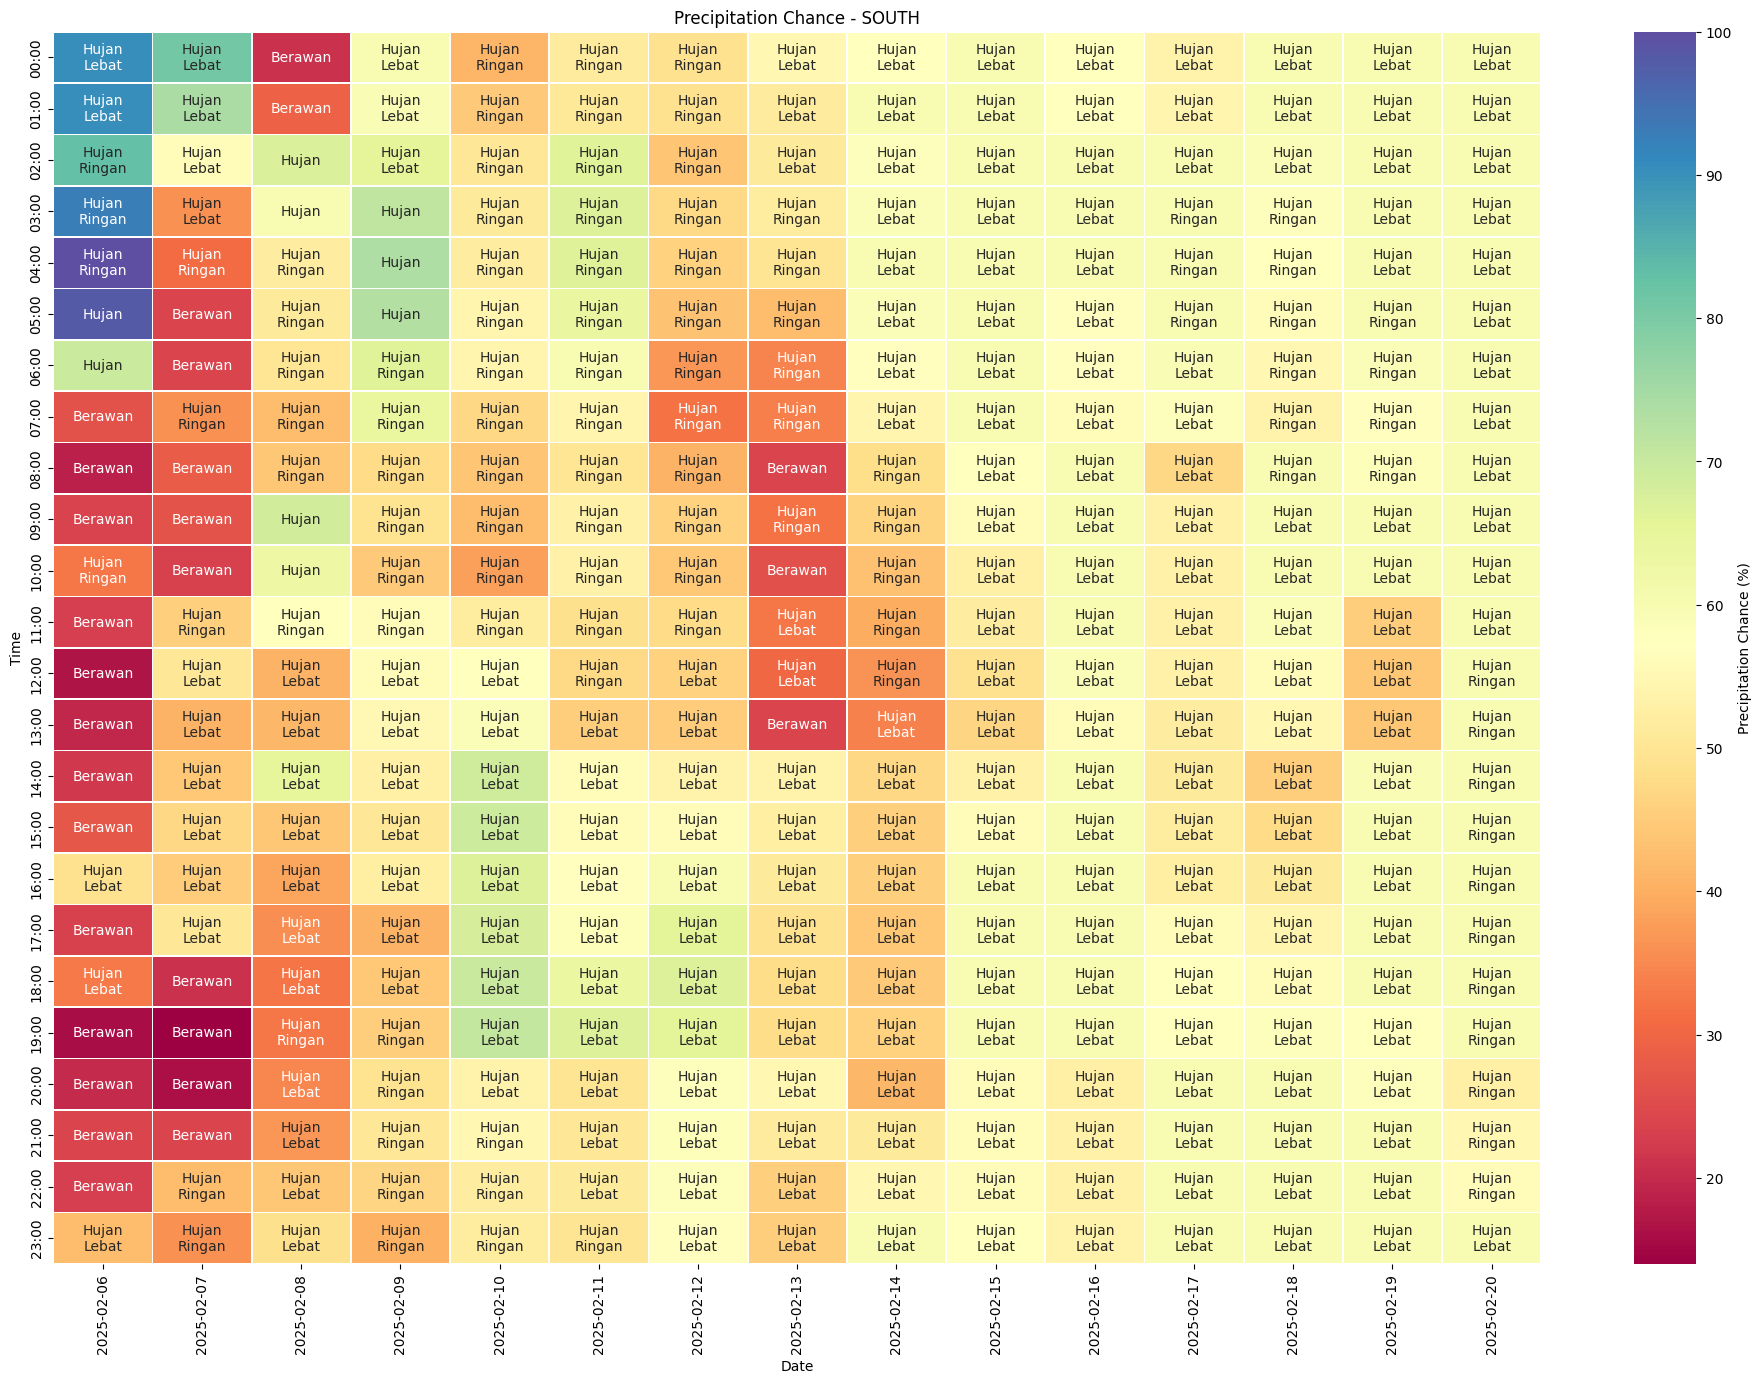 Precipitation Chance - SOUTH
00:00 Hujan Lebat Hujan Lebat Berawan Hujan Lebat Hujan Ringan Hujan Ringan Hujan Ringan Hujan Lebat Hujan Lebat Hujan Lebat Hujan Lebat Hujan Lebat Hujan Lebat Hujan Lebat Hujan Lebat
01:00 Hujan Lebat Hujan Lebat Berawan Hujan Lebat Hujan Ringan Hujan Ringan Hujan Ringan Hujan Lebat Hujan Lebat Hujan Lebat Hujan Lebat Hujan Lebat Hujan Lebat Hujan Lebat Hujan Lebat
02:00 Hujan Ringan Hujan Lebat Hujan Hujan Lebat Hujan Ringan Hujan Ringan Hujan Ringan Hujan Lebat Hujan Lebat Hujan Lebat Hujan Lebat Hujan Lebat Hujan Lebat Hujan Lebat Hujan Lebat
03:00 Hujan Ringan Hujan Lebat Hujan Hujan Hujan Ringan Hujan Ringan Hujan Ringan Hujan Ringan Hujan Lebat Hujan Lebat Hujan Lebat Hujan Ringan Hujan Ringan Hujan Lebat Hujan Lebat
04:00 Hujan Ringan Hujan Ringan Hujan Ringan Hujan Hujan Ringan Hujan Ringan Hujan Ringan Hujan Ringan Hujan Lebat Hujan Lebat Hujan Lebat Hujan Ringan Hujan Ringan Hujan Lebat Hujan Lebat
05:00 Hujan Berawan Hujan Ringan Hujan Hujan Ringan Hujan Ringan Hujan Ringan Hujan Ringan Hujan Lebat Hujan Lebat Hujan Lebat Hujan Ringan Hujan Lebat Hujan Ringan Hujan Lebat
06:00 Hujan Berawan Hujan Ringan Hujan Ringan Hujan Ringan Hujan Ringan Hujan Ringan Hujan Ringan Hujan Lebat Hujan Lebat Hujan Lebat Hujan Lebat Hujan Ringan Hujan Ringan Hujan Lebat
07:00 Berawan Hujan Ringan Hujan Ringan Hujan Ringan Hujan Ringan Hujan Ringan Hujan Ringan Hujan Ringan Hujan Lebat Hujan Lebat Hujan Lebat Hujan Lebat Hujan Ringan Hujan Ringan Hujan Lebat
08:00 Berawan Berawan Hujan Ringan Hujan Ringan Hujan Ringan Hujan Ringan Hujan Ringan Berawan Hujan Ringan Hujan Lebat Hujan Lebat Hujan Lebat Hujan Ringan Hujan Ringan Hujan Lebat
09:00 Berawan Berawan Hujan Hujan Ringan Hujan Ringan Hujan Ringan Hujan Ringan Hujan Ringan Hujan Ringan Hujan Lebat Hujan Lebat Hujan Lebat Hujan Lebat Hujan Lebat Hujan Lebat
10:00 Hujan Ringan Berawan Hujan Hujan Ringan Hujan Ringan Hujan Ringan Hujan Ringan Berawan Hujan Ringan Hujan Lebat Hujan Lebat Hujan Lebat Hujan Lebat Hujan Lebat Hujan Lebat
11:00 Berawan Hujan Ringan Hujan Ringan Hujan Ringan Hujan Ringan Hujan Ringan Hujan Ringan Hujan Lebat Hujan Ringan Hujan Lebat Hujan Lebat Hujan Lebat Hujan Lebat Hujan Lebat Hujan Lebat
12:00 Berawan Hujan Lebat Hujan Lebat Hujan Lebat Hujan Lebat Hujan Ringan Hujan Lebat Hujan Lebat Hujan Ringan Hujan Lebat Hujan Lebat Hujan Lebat Hujan Lebat Hujan Lebat Hujan Ringan
13:00 Berawan Hujan Lebat Hujan Lebat Hujan Lebat Hujan Lebat Hujan Lebat Hujan Lebat Berawan Hujan Lebat Hujan Lebat Hujan Lebat Hujan Lebat Hujan Lebat Hujan Lebat Hujan Ringan
14:00 Berawan Hujan Lebat Hujan Lebat Hujan Lebat Hujan Lebat Hujan Lebat Hujan Lebat Hujan Lebat Hujan Lebat Hujan Lebat Hujan Lebat Hujan Lebat Hujan Lebat Hujan Lebat Hujan Ringan
15:00 Berawan Hujan Lebat Hujan Lebat Hujan Lebat Hujan Lebat Hujan Lebat Hujan Lebat Hujan Lebat Hujan Lebat Hujan Lebat Hujan Lebat Hujan Lebat Hujan Lebat Hujan Lebat Hujan Ringan
16:00 Hujan Lebat Hujan Lebat Hujan Lebat Hujan Lebat Hujan Lebat Hujan Lebat Hujan Lebat Hujan Lebat Hujan Lebat Hujan Lebat Hujan Lebat Hujan Lebat Hujan Lebat Hujan Lebat Hujan Ringan
17:00 Berawan Hujan Lebat Hujan Lebat Hujan Lebat Hujan Lebat Hujan Lebat Hujan Lebat Hujan Lebat Hujan Lebat Hujan Lebat Hujan Lebat Hujan Lebat Hujan Lebat Hujan Lebat Hujan Ringan
18:00 Hujan Lebat Berawan Hujan Lebat Hujan Lebat Hujan Lebat Hujan Lebat Hujan Lebat Hujan Lebat Hujan Lebat Hujan Lebat Hujan Lebat Hujan Lebat Hujan Lebat Hujan Lebat Hujan Ringan
19:00 Berawan Berawan Hujan Ringan Hujan Ringan Hujan Lebat Hujan Lebat Hujan Lebat Hujan Lebat Hujan Lebat Hujan Lebat Hujan Lebat Hujan Lebat Hujan Lebat Hujan Lebat Hujan Ringan
20:00 Berawan Berawan Hujan Lebat Hujan Ringan Hujan Lebat Hujan Lebat Hujan Lebat Hujan Lebat Hujan Lebat Hujan Lebat Hujan Lebat Hujan Lebat Hujan Lebat Hujan Lebat Hujan Ringan
21:00 Berawan Berawan Hujan Lebat Hujan Ringan Hujan Ringan Hujan Lebat Hujan Lebat Hujan Lebat Hujan Lebat Hujan Lebat Hujan Lebat Hujan Lebat Hujan Lebat Hujan Lebat Hujan Ringan
22:00 Berawan Hujan Ringan Hujan Lebat Hujan Ringan Hujan Ringan Hujan Lebat Hujan Lebat Hujan Lebat Hujan Lebat Hujan Lebat Hujan Lebat Hujan Lebat Hujan Lebat Hujan Lebat Hujan Ringan
23:00 Hujan Lebat Hujan Ringan Hujan Lebat Hujan Ringan Hujan Ringan Hujan Ringan Hujan Lebat Hujan Lebat Hujan Lebat Hujan Lebat Hujan Lebat Hujan Lebat Hujan Lebat Hujan Lebat Hujan Lebat
Time
2025-02-06 2025-02-07 2025-02-08 2025-02-09 2025-02-10 2025-02-11 2025-02-12 2025-02-13 2025-02-14 2025-02-15 2025-02-16 2025-02-17 2025-02-18 2025-02-19 2025-02-20
Date
100
90
80
70
60
50
40
30
20
Precipitation Chance (%)